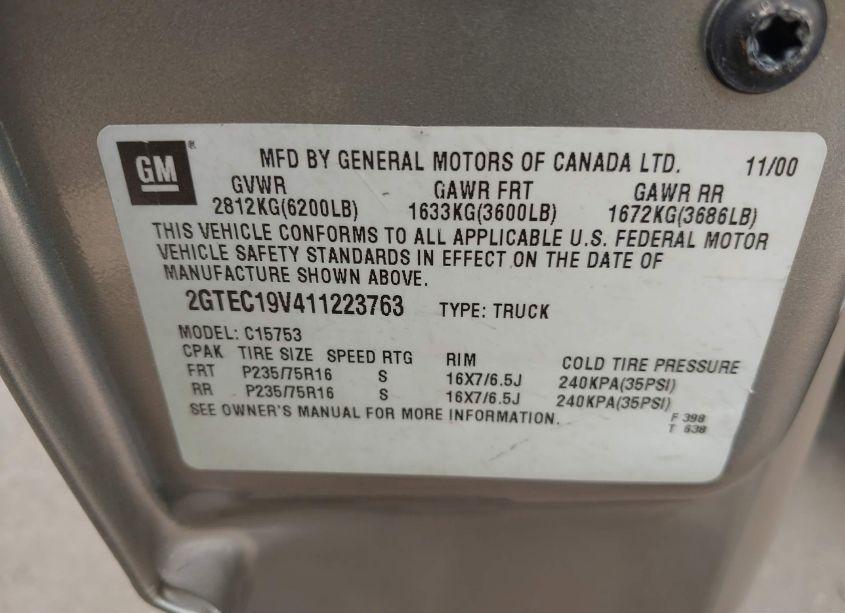 GM ® MFD BY GENERAL MOTORS OF CANADA LTD. 11/00
GVWR GAWR FRT GAWR RR
2812KG(6200LB) 1633KG(3600LB) 1672KG(3686LB)
THIS VEHICLE CONFORMS TO ALL APPLICABLE U.S. FEDERAL MOTOR
VEHICLE SAFETY STANDARDS IN EFFECT ON THE DATE OF
MANUFACTURE SHOWN ABOVE.
2GTEC19V411223763 TYPE: TRUCK
MODEL: C15753
CPAK TIRE SIZE SPEED RTG RIM COLD TIRE PRESSURE
FRT P235/75R16 S 16X7/6.5J 240KPA(35PSI)
RR P235/75R16 S 16X7/6.5J 240KPA(35PSI)
SEE OWNER'S MANUAL FOR MORE INFORMATION. F 398
T 638